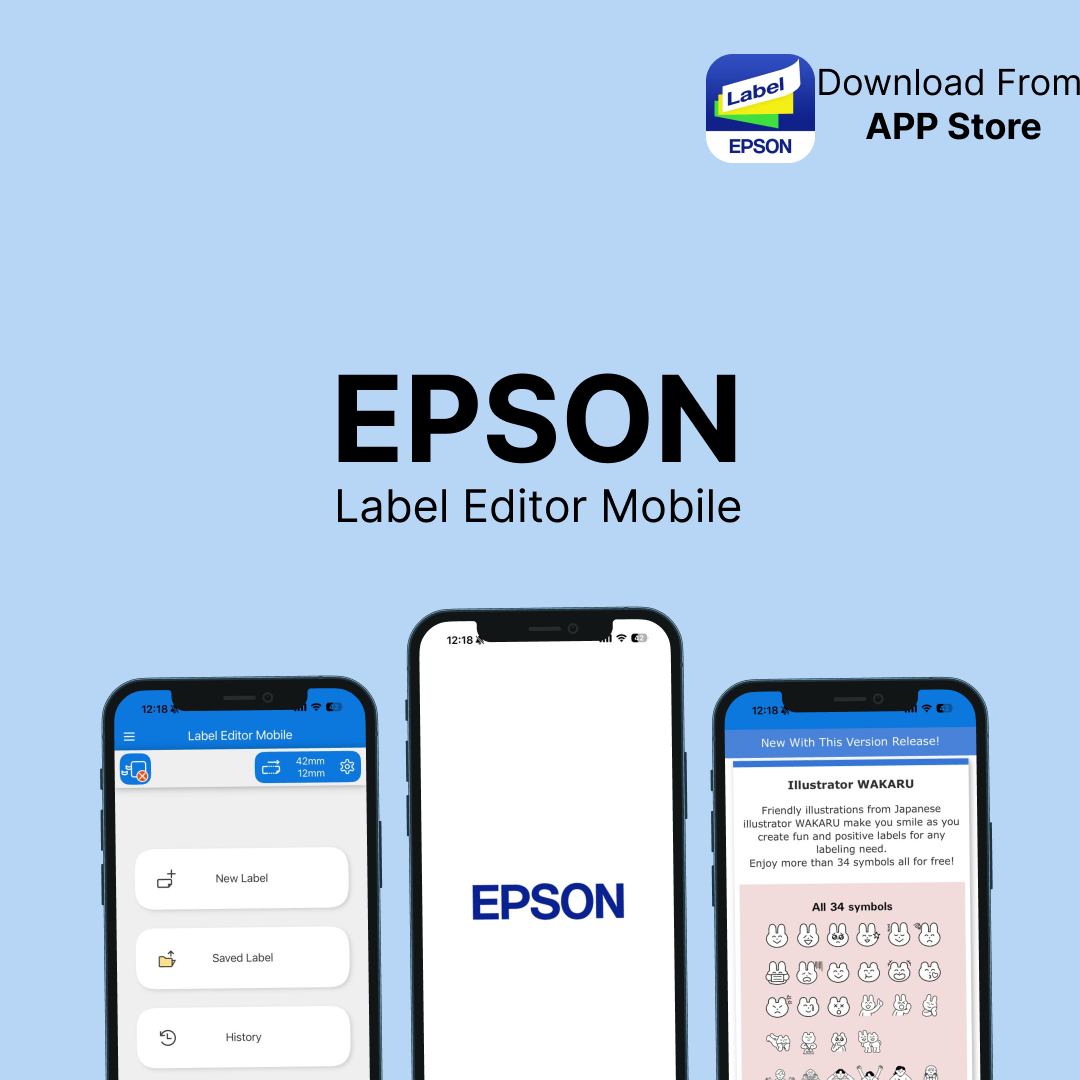 Label
EPSON
Download From
APP Store
EPSON
Label Editor Mobile
12:18
Label Editor Mobile
42mm
12mm
New Label
Saved Label
History
12:18
EPSON
12:18
New With This Version Release!
Illustrator WAKARU
Friendly illustrations from Japanese
illustrator WAKARU make you smile as you
create fun and positive labels for any
labeling need.
Enjoy more than 34 symbols all for free!
All 34 symbols